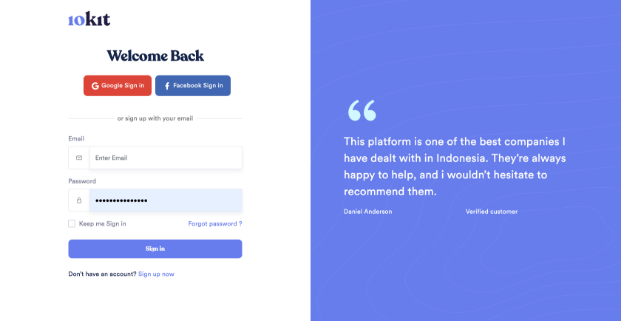 10kit
Welcome Back
Google Sign in
Facebook Sign in
or sign up with your email
Email
Enter Email
Password
Keep me Sign in
Forgot password ?
Sign in
Don't have an account? Sign up now
“
This platform is one of the best companies I
have dealt with in Indonesia. They're always
happy to help, and i wouldn't hesitate to
recommend them.
Daniel Anderson
Verified customer